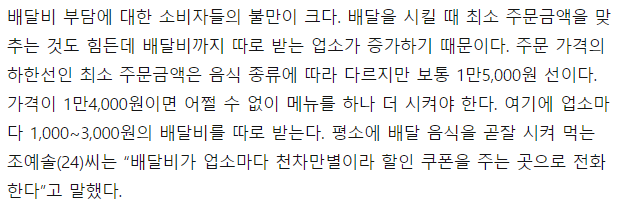 배달비 부담에 대한 소비자들의 불만이 크다. 배달을 시킬 때 최소 주문금액을 맞
추는 것도 힘든데 배달비까지 따로 받는 업소가 증가하기 때문이다. 주문 가격의
하한선인 최소 주문금액은 음식 종류에 따라 다르지만 보통 1만5,000원 선이다.
가격이 1만4,000원이면 어쩔 수 없이 메뉴를 하나 더 시켜야 한다. 여기에 업소마
다 1,000~3,000원의 배달비를 따로 받는다. 평소에 배달 음식을 곧잘 시켜 먹는
조예솔(24)씨는 “배달비가 업소마다 천차만별이라 할인 쿠폰을 주는 곳으로 전화
한다”고 말했다.